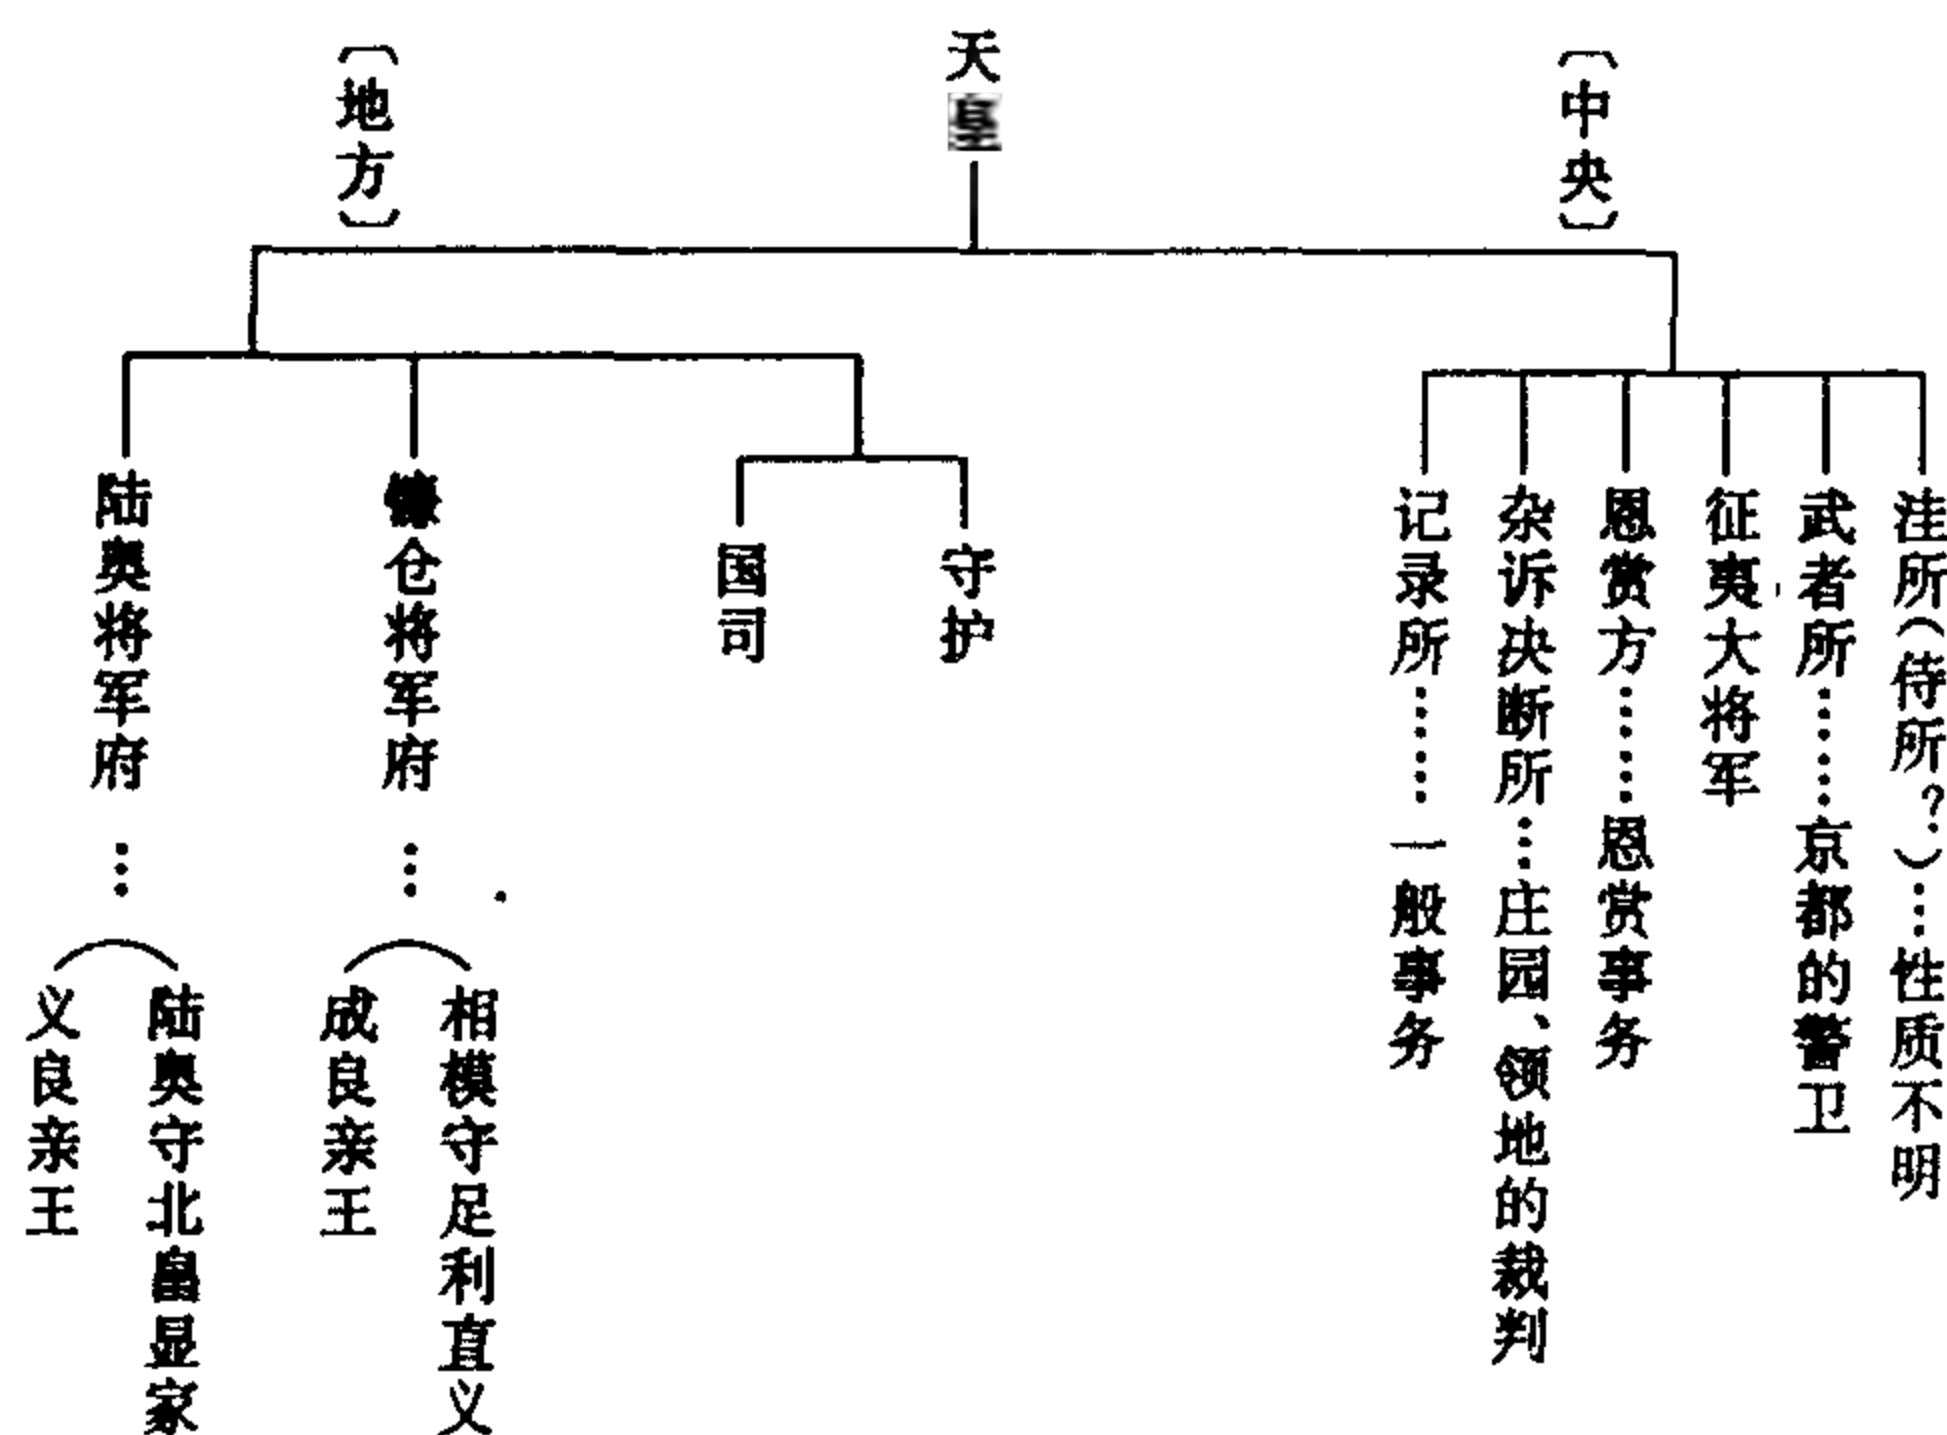 〔中央〕
天皇
〔地方〕
洼所(侍所?)…性质不明
武者所……京都的警卫
征夷大将军
恩赏方……恩赏事务
杂诉决断所…庄园、领地的裁判
记录所……一般事务
守护
国司
镰仓将军府…
相模守足利直义
成良亲王
陆奥将军府…
陆奥守北畠显家
义良亲王